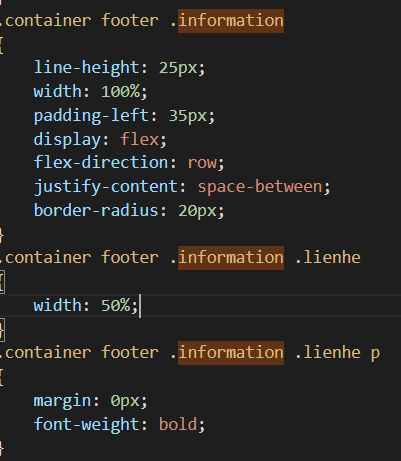 .container footer .information
{
line-height: 25px;
width: 100%;
padding-left: 35px;
display: flex;
flex-direction: row;
justify-content: space-between;
border-radius: 20px;
}
.container footer .information .lienhe
{
width: 50%;
}
.container footer .information .lienhe p
{
margin: 0px;
font-weight: bold;
}